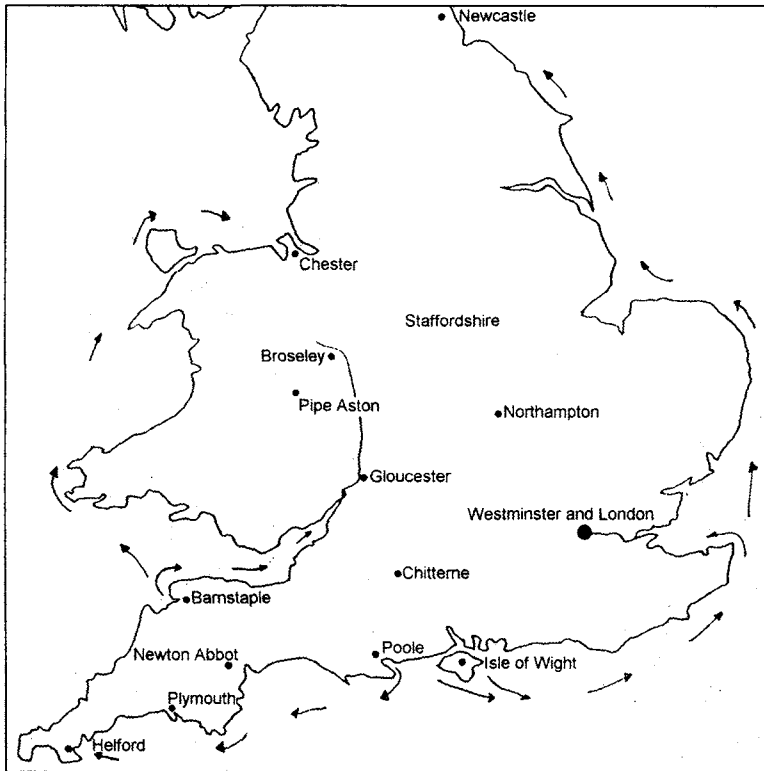 Newcastle
Chester
Staffordshire
Broseley
Pipe Aston
Northampton
Gloucester
Westminster and London
Chitterne
Barnstaple
Newton Abbot
Poole
Isle of Wight
Plymouth
Helford